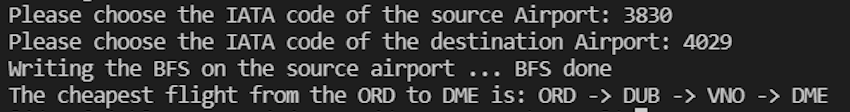 Please choose the IATA code of the source Airport: 3830
Please choose the IATA code of the destination Airport: 4029
Writing the BFS on the source airport ... BFS done
The cheapest flight from the ORD to DME is: ORD -> DUB -> VNO -> DME